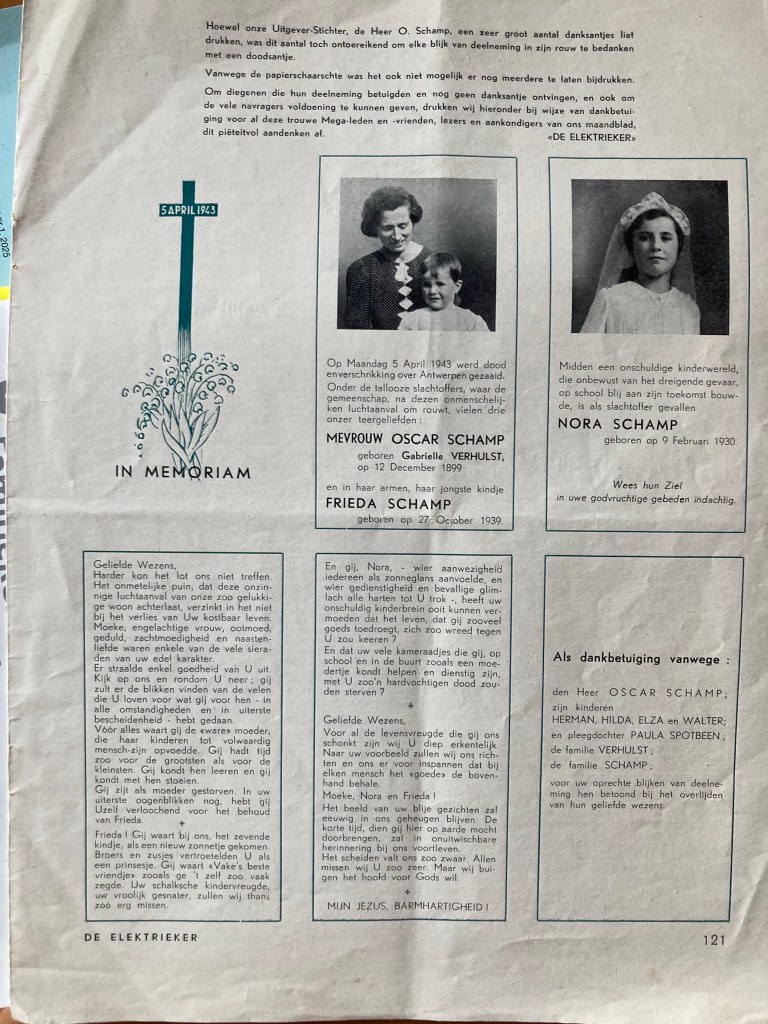 Hoewel onze Uitgever-Stichter, de Heer O. Schamp, een zeer groot aantal danksantjes liet
drukken, was dit aantal toch ontoereikend om elke blijk van deelneming in zijn rouw te bedanken
met een doodsantje.
Vanwege de papierschaarschte was het ook niet mogelijk er nog meerdere te laten bijdrukken.
Om diegenen die hun deelneming betuigden en nog geen danksantje ontvingen, en ook om
de vele navragers voldoening te kunnen geven, drukken wij hieronder bij wijze van dankbetui-
ging voor al deze trouwe Mega-leden en -vrienden, lezers en aankondigers van ons maandblad,
dit piëteitvol aandenken af.
«DE ELEKTRIEKER»
5 APRIL 1943
IN MEMORIAM
Op Maandag 5 April 1943 werd dood
enverschrikking over Antwerpen gezaaid.
Onder de tallooze slachtoffers, waar de
gemeenschap, na dezen onmenschelij-
ken luchtaanval om rouwt, vielen drie
onzer teergeliefden :
MEVROUW OSCAR SCHAMP
geboren Gabrielle VERHULST,
op 12 December 1899
en in haar armen, haar jongste kindje
FRIEDA SCHAMP
geboren op 27 October 1939.
Midden een onschuldige kinderwereld,
die onbewust van het dreigende gevaar,
op school blij aan zijn toekomst bouw-
de, is als slachtoffer gevallen
NORA SCHAMP
geboren op 9 Februari 1930.
Wees hun Ziel
in uwe godvruchtige gebeden indachtig.
Geliefde Wezens,
Harder kon het lot ons niet treffen.
Het onmetelijke puin, dat deze onzin-
nige luchtaanval van onze zoo gelukki-
ge woon achterlaat, verzinkt in het niet
bij het verlies van Uw kostbaar leven.
Moeke, engelachtige vrouw, ootmoed,
geduld, zachtmoedigheid en naasten-
liefde waren enkele van de vele siera-
den van uw edel karakter.
Er straalde enkel goedheid van U uit.
Kijk op ons en rondom U neer ; gij
zult er de blikken vinden van de velen
die U loven voor wat gij voor hen - in
alle omstandigheden en in uiterste
bescheidenheid - hebt gedaan.
Vóór alles waart gij de «ware» moeder,
die haar kinderen tot volwaardig
mensch-zijn opvoedde. Gij hadt tijd
zoo voor de grootsten als voor de
kleinsten. Gij kondt hen leeren en gij
kondt met hen stoeien.
Gij zijt als moeder gestorven. In uw
uiterste oogenblikken nog, hebt gij
Uzelf verloochend voor het behoud
van Frieda.
+
Frieda ! Gij waart bij ons, het zevende
kindje, als een nieuw zonnetje gekomen.
Broers en zusjes vertroetelden U als
een prinsesje. Gij waart «Vake's beste
vriendje» zooals ge 't zelf zoo vaak
zegde. Uw schalksche kindervreugde,
uw vroolijk gesnater, zullen wij thans
zóó erg missen.
En gij, Nora, - wier aanwezigheid
iedereen als zonneglans aanvoelde, en
wier gedienstigheid en bevallige glim-
lach alle harten tot U trok -, heeft uw
onschuldig kinderbrein ooit kunnen ver-
moeden dat het leven, dat gij zooveel
goeds toedroegt, zich zoo wreed tegen
U zou keeren ?
En dat uw vele kameraadjes die gij, op
school en in de buurt zooals een moe-
dertje kondt helpen en dienstig zijn,
met U zoo'n hardvochtigen dood zou-
den sterven ?
+
Geliefde Wezens,
Vóor al de levensvreugde die gij ons
schonkt zijn wij U diep erkentelijk.
Naar uw voorbeeld zullen wij ons rich-
ten en ons er voor inspannen dat bij
elken mensch het «goede» de boven-
hand behale.
Moeke, Nora en Frieda !
Het beeld van uw blije gezichten zal
eeuwig in ons geheugen blijven. De
korte tijd, dien gij hier op aarde mocht
doorbrengen, zal in onuitwischbare
herinnering bij ons voortleven.
Het scheiden valt ons zoo zwaar. Allen
missen wij U zoo zeer. Maar wij bui-
gen het hoofd voor Gods wil.
+
MIJN JEZUS, BARMHARTIGHEID !
Als dankbetuiging vanwege :
den Heer OSCAR SCHAMP ;
zijn kinderen
HERMAN, HILDA, ELZA en WALTER;
en pleegdochter PAULA SPOTBEEN ;
de familie VERHULST ;
de familie SCHAMP ;
voor uw oprechte blijken van deelne-
ming hen betoond bij het overlijden
van hun geliefde wezens.
DE ELEKTRIEKER
121